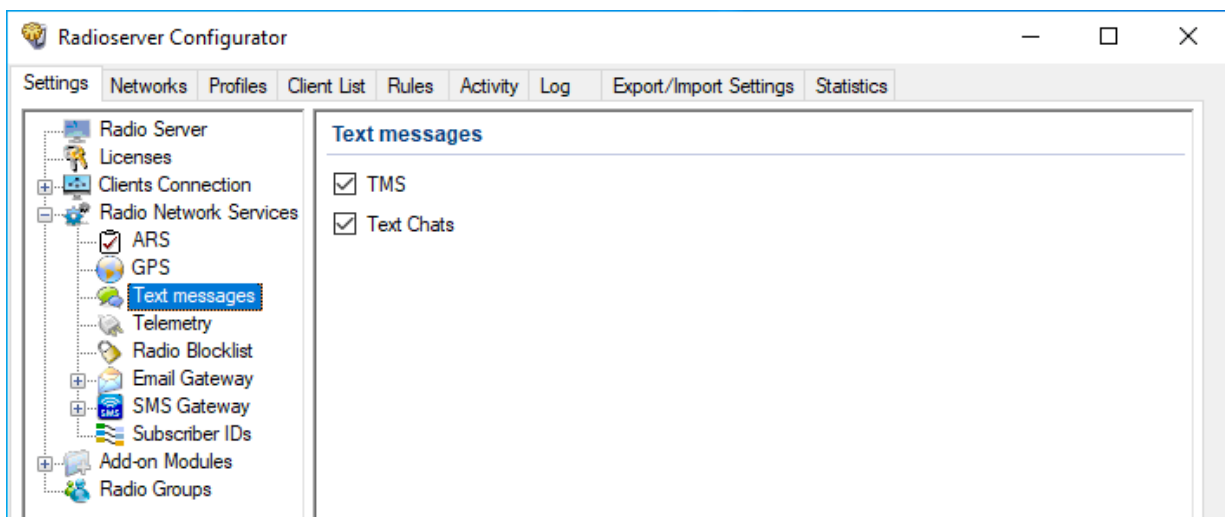 Radioserver Configurator
Settings Networks Profiles Client List Rules Activity Log Export/Import Settings Statistics
Radio Server
Licenses
Clients Connection
Radio Network Services
ARS
GPS
Text messages
Telemetry
Radio Blocklist
Email Gateway
SMS
SMS Gateway
Subscriber IDs
Add-on Modules
Radio Groups
Text messages
TMS
Text Chats